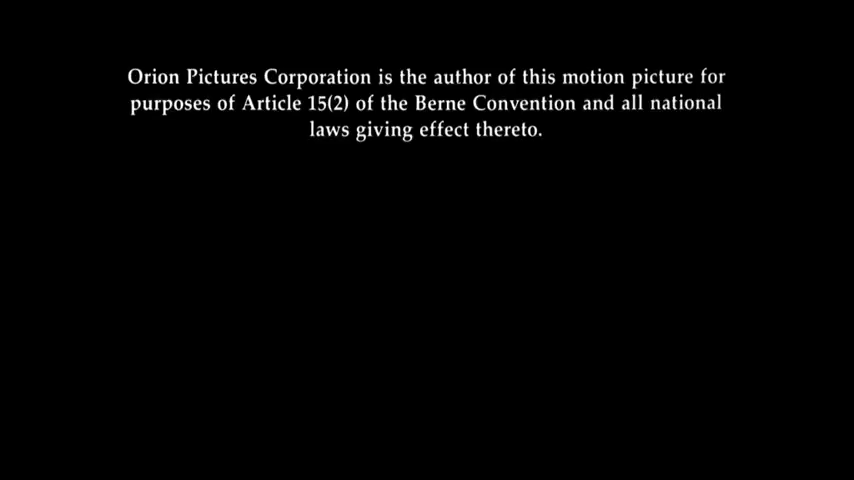 Orion Pictures Corporation is the author of this motion picture for
purposes of Article 15(2) of the Berne Convention and all national
laws giving effect thereto.